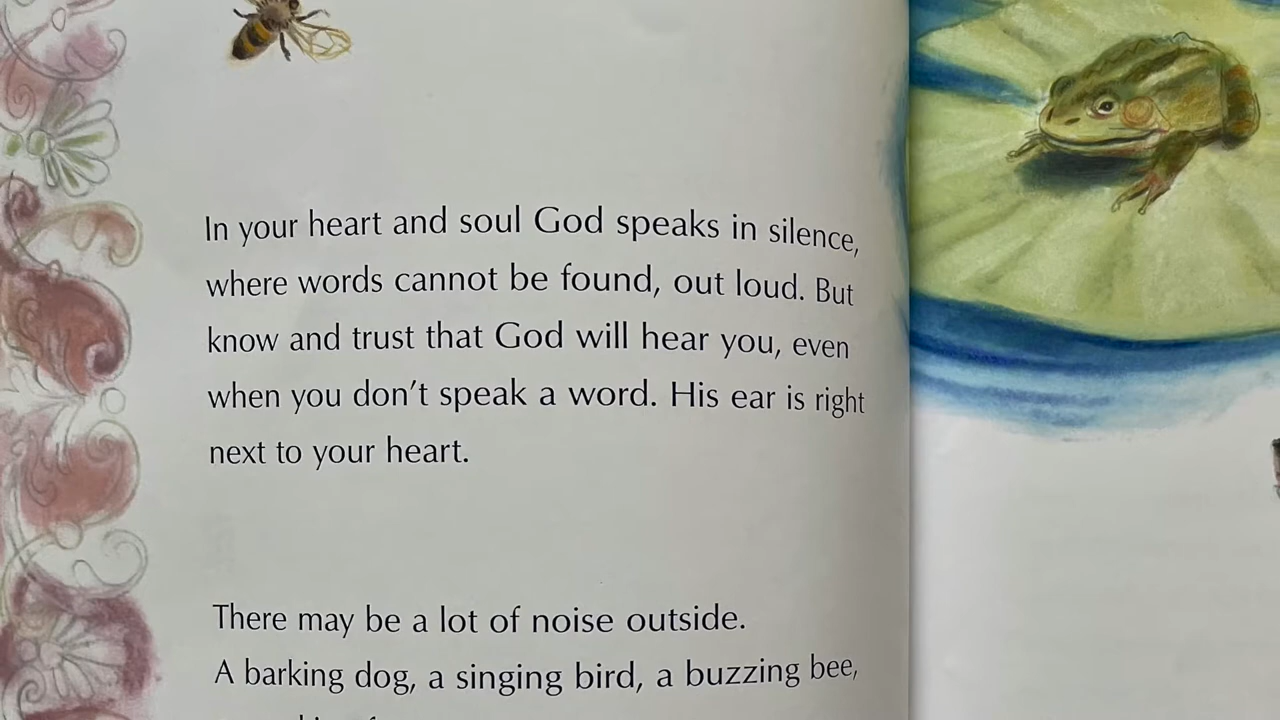 In your heart and soul God speaks in silence,
where words cannot be found, out loud. But
know and trust that God will hear you, even
when you don't speak a word. His ear is right
next to your heart.
There may be a lot of noise outside.
A barking dog, a singing bird, a buzzing bee,